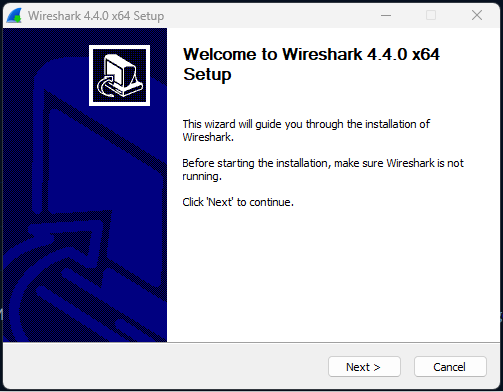 Wireshark 4.4.0 x64 Setup
Welcome to Wireshark 4.4.0 x64
Setup
This wizard will guide you through the installation of
Wireshark.
Before starting the installation, make sure Wireshark is not
running.
Click 'Next' to continue.
Next >
Cancel